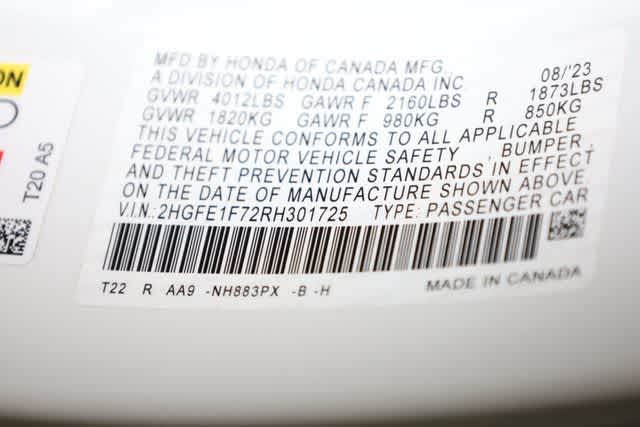 ON
T20 A5
MFD BY HONDA OF CANADA MFG., 08/'23
A DIVISION OF HONDA CANADA INC.
GVWR 4012LBS GAWR F 2160LBS R 1873LBS
GVWR 1820KG GAWR F 980KG R 850KG
THIS VEHICLE CONFORMS TO ALL APPLICABLE
FEDERAL MOTOR VEHICLE SAFETY , BUMPER,
AND THEFT PREVENTION STANDARDS IN EFFECT
ON THE DATE OF MANUFACTURE SHOWN ABOVE.
V.I.N.:2HGFE1F72RH301725 TYPE: PASSENGER CAR
T22 R AA9 -NH883PX -B -H MADE IN CANADA